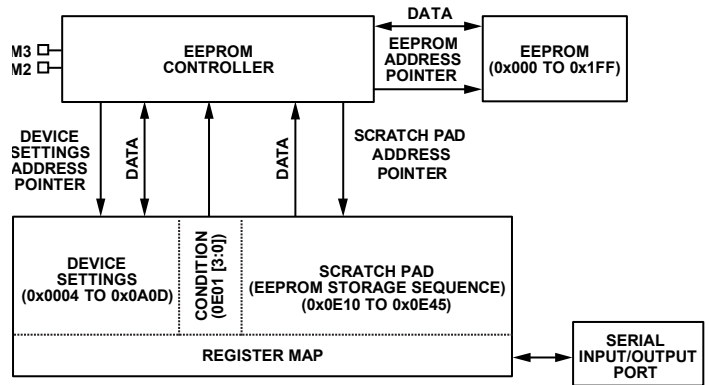 M3
M2
EEPROM
CONTROLLER
DATA
EEPROM
ADDRESS
POINTER
EEPROM
(0x000 TO 0x1FF)
DEVICE
SETTINGS
ADDRESS
POINTER
DATA
DATA
SCRATCH PAD
ADDRESS
POINTER
DEVICE
SETTINGS
(0x0004 TO 0x0A0D)
CONDITION
(0E01 [3:0])
SCRATCH PAD
(EEPROM STORAGE SEQUENCE)
(0x0E10 TO 0x0E45)
REGISTER MAP
SERIAL
INPUT/OUTPUT
PORT